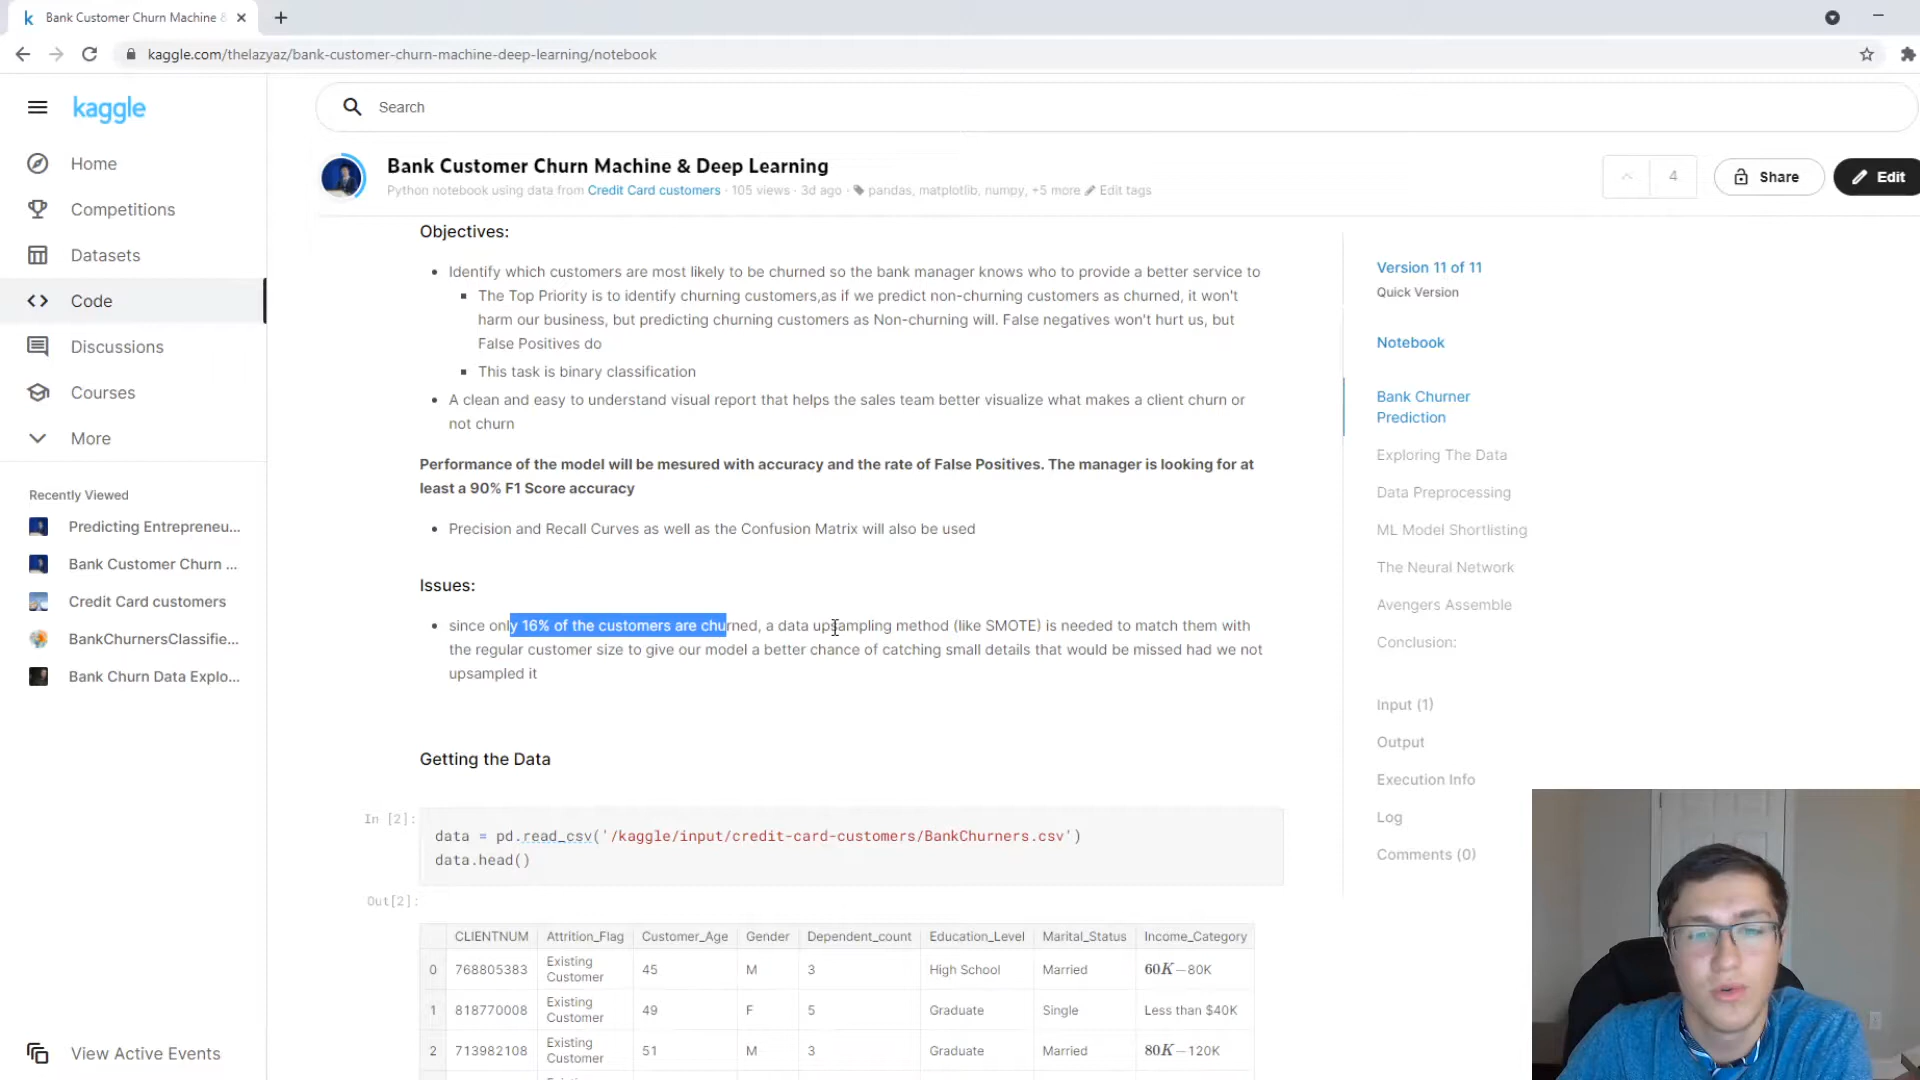 Bank Customer Churn Machine &
kaggle.com/thelazyaz/bank-customer-churn-machine-deep-learning/notebook
kaggle
Search
Home
Competitions
Datasets
Code
Discussions
Courses
More
Recently Viewed
Predicting Entrepreneu...
Bank Customer Churn ...
Credit Card customers
BankChurnersClassifie...
Bank Churn Data Explo...
View Active Events
Bank Customer Churn Machine & Deep Learning
Python notebook using data from Credit Card customers · 105 views · 3d ago · pandas, matplotlib, numpy, +5 more Edit tags
4
Share
Edit
Objectives:
• Identify which customers are most likely to be churned so the bank manager knows who to provide a better service to
▪ The Top Priority is to identify churning customers,as if we predict non-churning customers as churned, it won't
harm our business, but predicting churning customers as Non-churning will. False negatives won't hurt us, but
False Positives do
▪ This task is binary classification
• A clean and easy to understand visual report that helps the sales team better visualize what makes a client churn or
not churn
Performance of the model will be mesured with accuracy and the rate of False Positives. The manager is looking for at
least a 90% F1 Score accuracy
• Precision and Recall Curves as well as the Confusion Matrix will also be used
Issues:
• since only 16% of the customers are churned, a data upsampling method (like SMOTE) is needed to match them with
the regular customer size to give our model a better chance of catching small details that would be missed had we not
upsampled it
Getting the Data
In [2]:
data = pd.read_csv('/kaggle/input/credit-card-customers/BankChurners.csv')
data.head()
Out[2]:
CLIENTNUM Attrition_Flag Customer_Age Gender Dependent_count Education_Level Marital_Status Income_Category
0 768805383 Existing Customer 45 M 3 High School Married 60K−80K
1 818770008 Existing Customer 49 F 5 Graduate Single Less than $40K
2 713982108 Existing Customer 51 M 3 Graduate Married 80K−120K
Version 11 of 11
Quick Version
Notebook
Bank Churner
Prediction
Exploring The Data
Data Preprocessing
ML Model Shortlisting
The Neural Network
Avengers Assemble
Conclusion:
Input (1)
Output
Execution Info
Log
Comments (0)